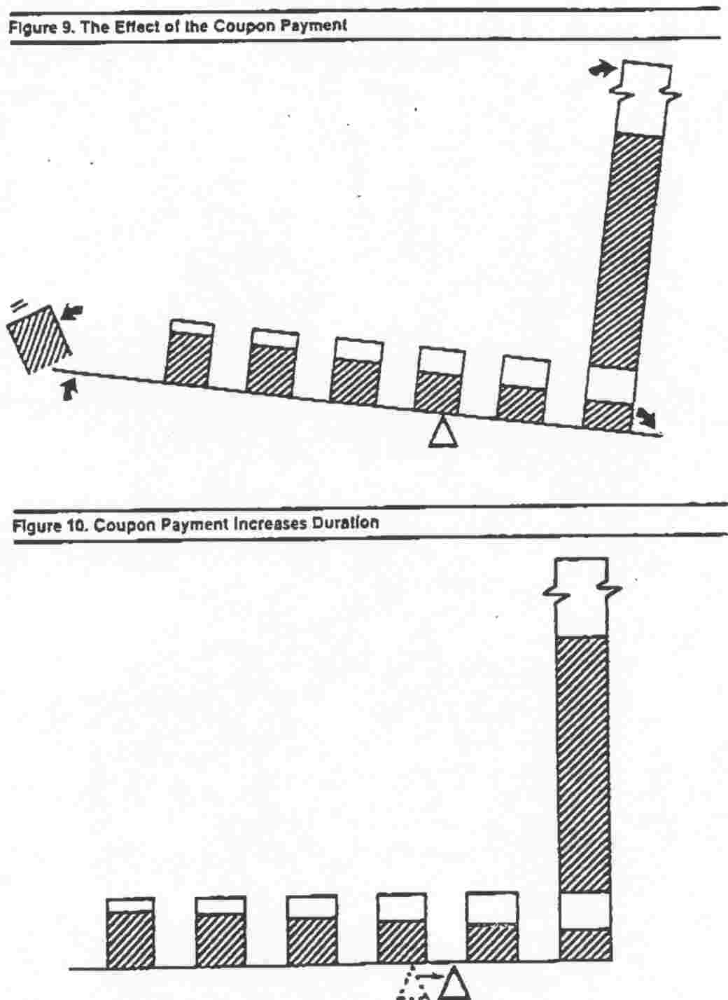 Figure 9. The Effect of the Coupon Payment
Figure 10. Coupon Payment Increases Duration